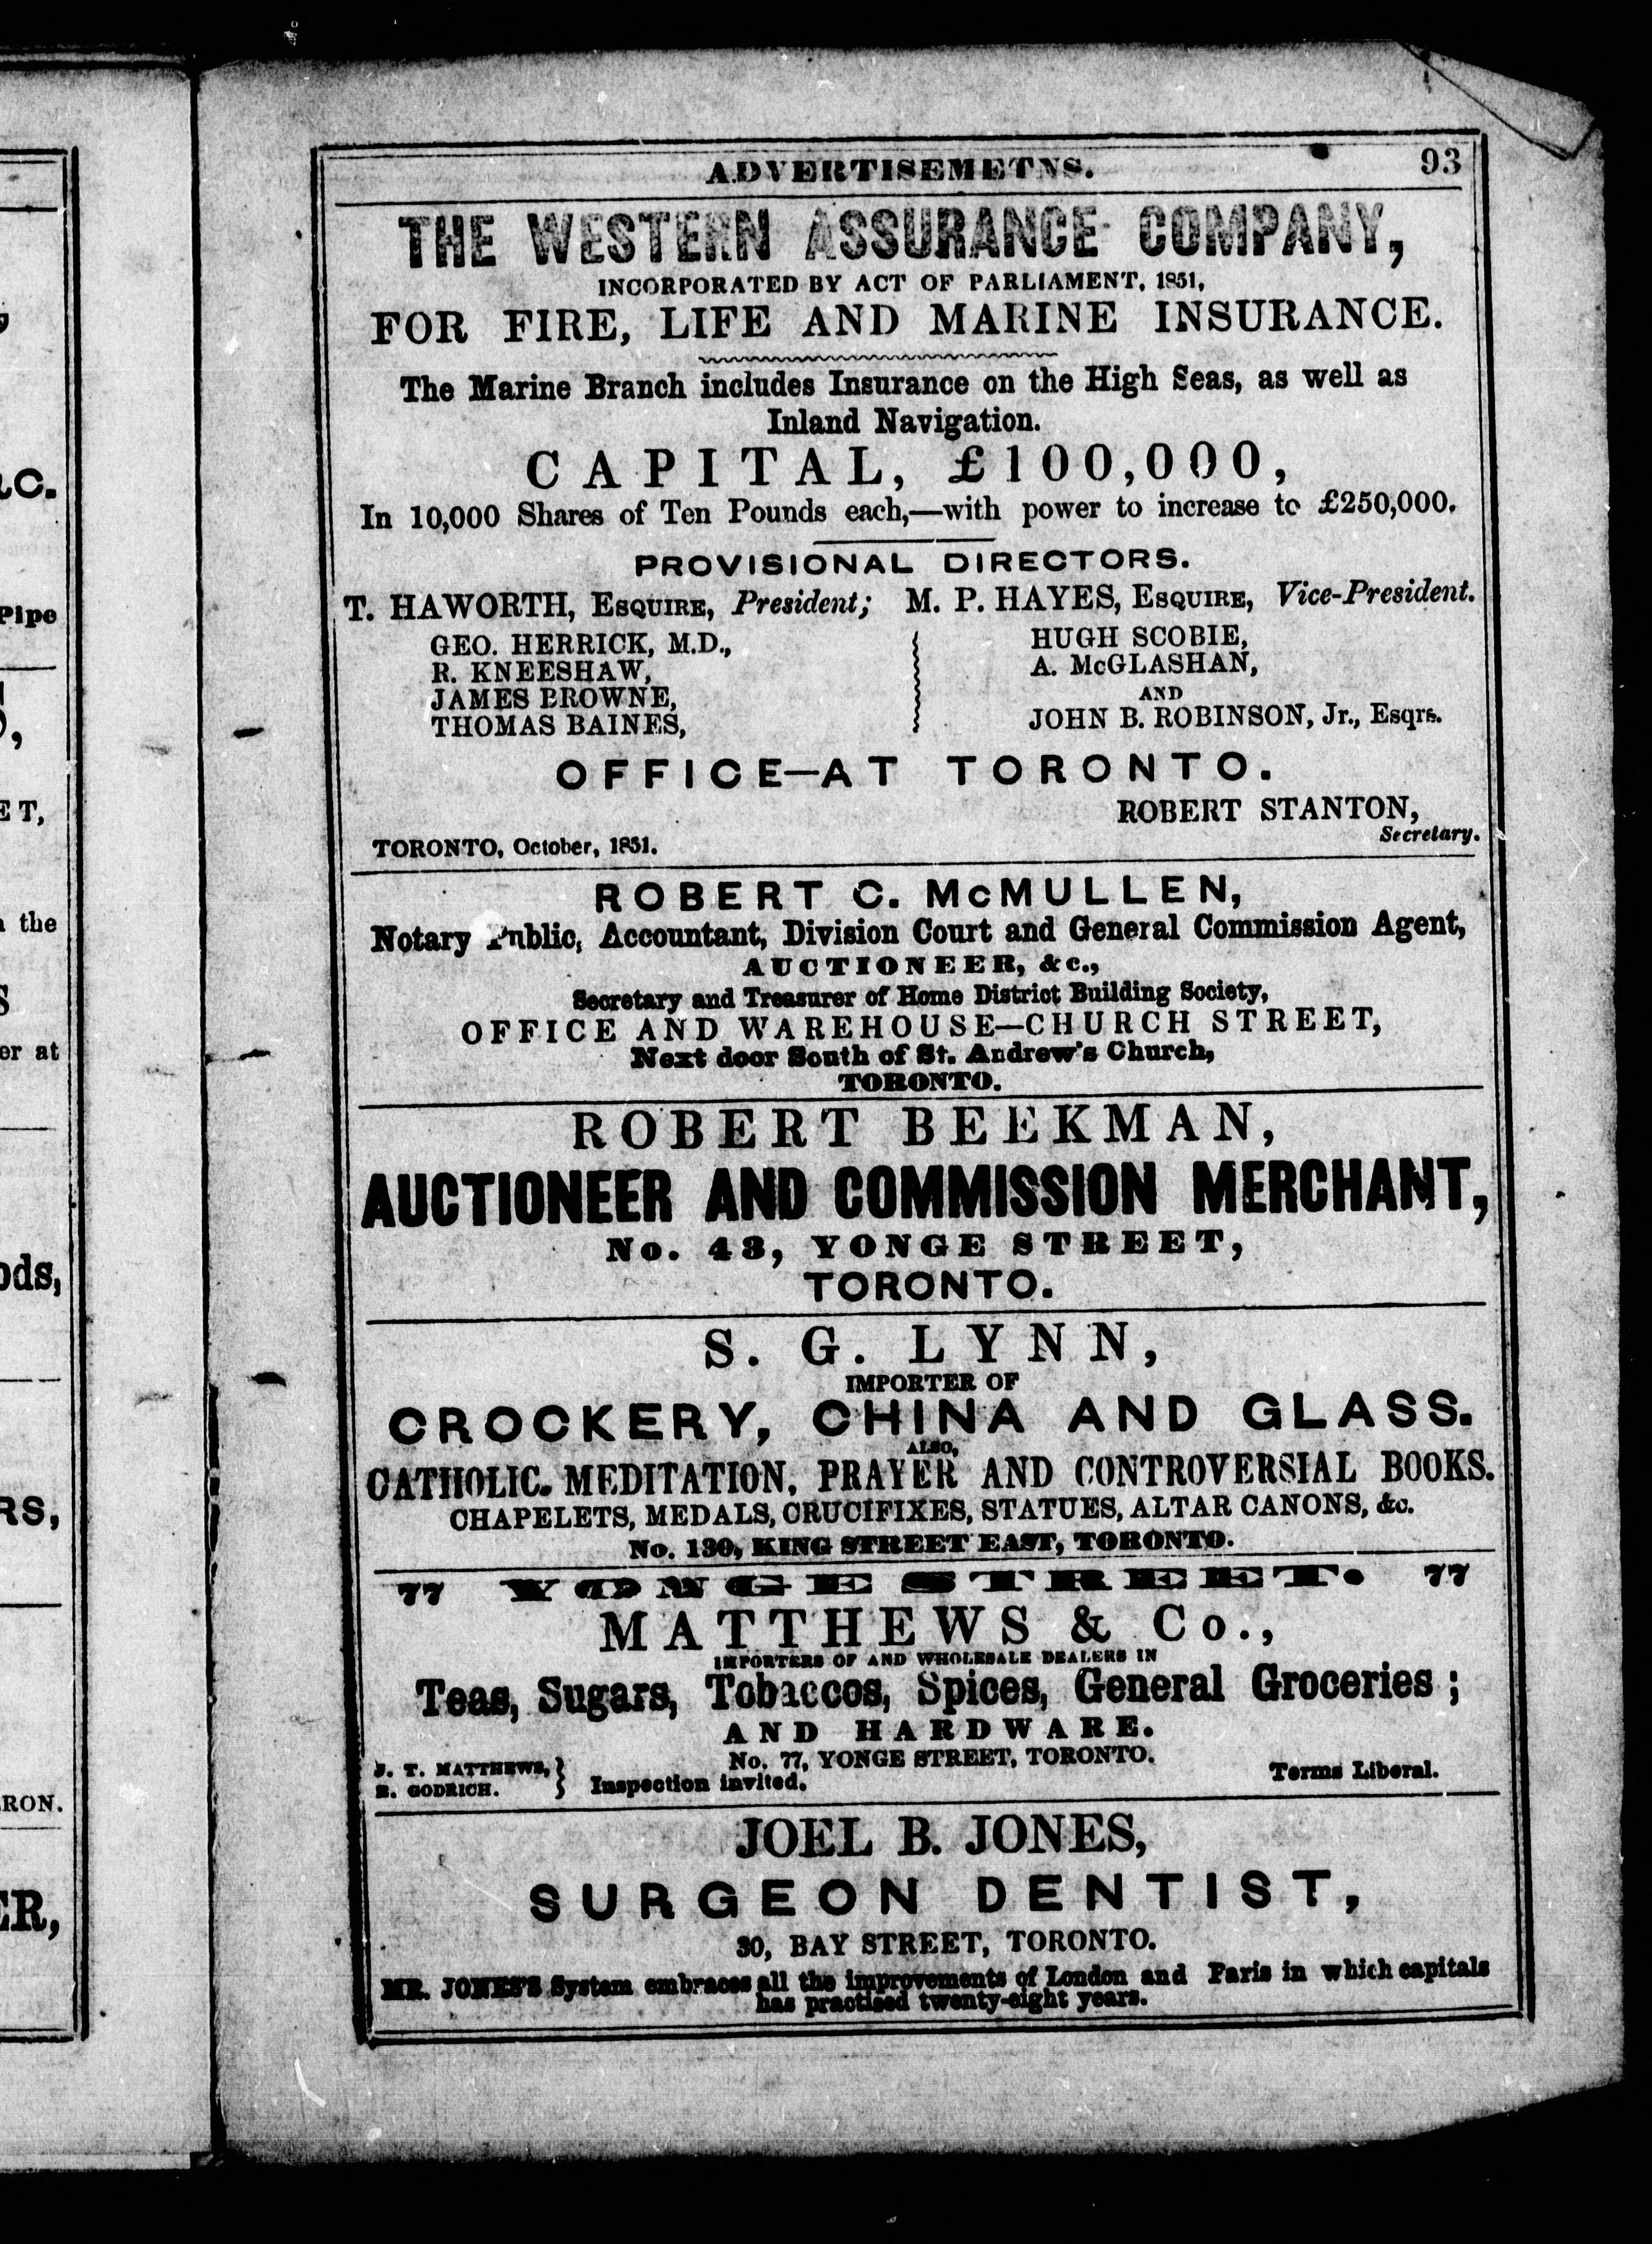 ADVERTISEMETNS. 93
THE WESTERN ASSURANCE COMPANY,
INCORPORATED BY ACT OF PARLIAMENT, 1851,
FOR FIRE, LIFE AND MARINE INSURANCE.
The Marine Branch includes Insurance on the High Seas, as well as
Inland Navigation.
CAPITAL, £100,000,
In 10,000 Shares of Ten Pounds each,—with power to increase to £250,000.
PROVISIONAL DIRECTORS.
T. HAWORTH, ESQUIRE, President; M. P. HAYES, ESQUIRE, Vice-President.
GEO. HERRICK, M.D.,
R. KNEESHAW,
JAMES BROWNE,
THOMAS BAINES,
HUGH SCOBIE,
A. McGLASHAN,
AND
JOHN B. ROBINSON, Jr., Esqrs.
OFFICE—AT TORONTO.
ROBERT STANTON,
Secretary.
TORONTO, October, 1851.
ROBERT C. McMULLEN,
Notary Public, Accountant, Division Court and General Commission Agent,
AUCTIONEER, &c.,
Secretary and Treasurer of Home District Building Society,
OFFICE AND WAREHOUSE—CHURCH STREET,
Next door South of St. Andrew's Church,
TORONTO.
ROBERT BEEKMAN,
AUCTIONEER AND COMMISSION MERCHANT,
No. 43, YONGE STREET,
TORONTO.
S. G. LYNN,
IMPORTER OF
CROCKERY, CHINA AND GLASS.
ALSO,
CATHOLIC. MEDITATION, PRAYER AND CONTROVERSIAL BOOKS.
CHAPELETS, MEDALS, CRUCIFIXES, STATUES, ALTAR CANONS, &c.
No. 130, KING STREET EAST, TORONTO.
77 YONGE STREET. 77
MATTHEWS & Co.,
IMPORTERS OF AND WHOLESALE DEALERS IN
Teas, Sugars, Tobaccos, Spices, General Groceries;
AND HARDWARE.
No. 77, YONGE STREET, TORONTO.
J. T. MATTHEWS,
R. GODRICH.
Inspection invited.
Terms Liberal.
JOEL B. JONES,
SURGEON DENTIST,
30, BAY STREET, TORONTO.
MR. JONES'S System embraces all the improvements of London and Paris in which capitals
has practised twenty-eight years.